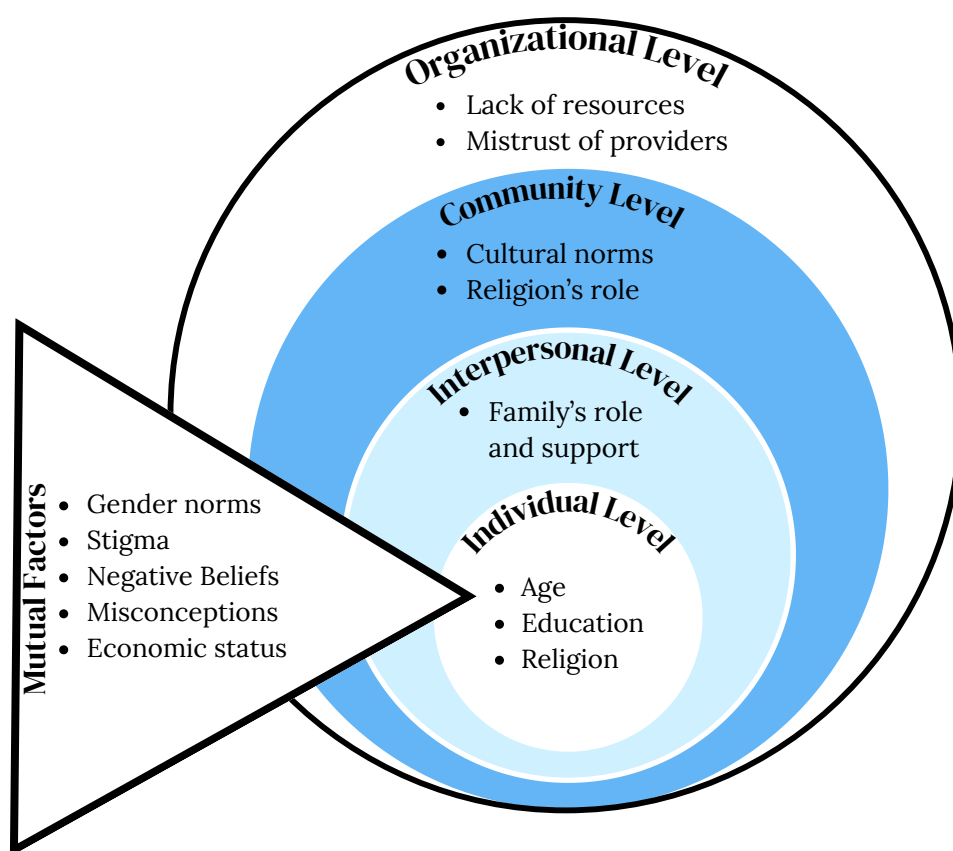 Organizational Level
• Lack of resources
• Mistrust of providers
Community Level
• Cultural norms
• Religion’s role
Interpersonal Level
• Family’s role
and support
Individual Level
• Age
• Education
• Religion
Mutual Factors
• Gender norms
• Stigma
• Negative Beliefs
• Misconceptions
• Economic status